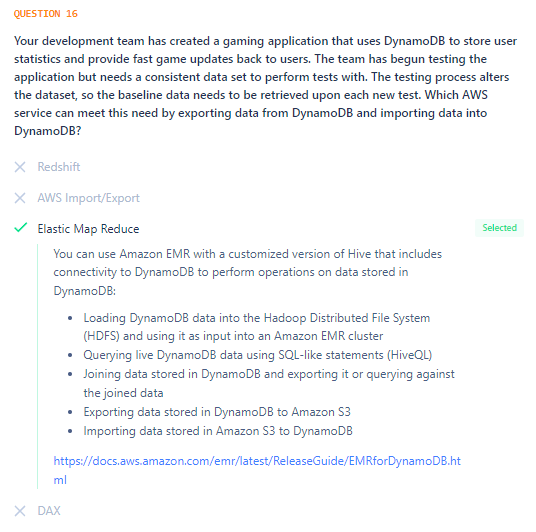 QUESTION 16
Your development team has created a gaming application that uses DynamoDB to store user
statistics and provide fast game updates back to users. The team has begun testing the
application but needs a consistent data set to perform tests with. The testing process alters
the dataset, so the baseline data needs to be retrieved upon each new test. Which AWS
service can meet this need by exporting data from DynamoDB and importing data into
DynamoDB?
Redshift
AWS Import/Export
Elastic Map Reduce
Selected
You can use Amazon EMR with a customized version of Hive that includes
connectivity to DynamoDB to perform operations on data stored in
DynamoDB:
• Loading DynamoDB data into the Hadoop Distributed File System
(HDFS) and using it as input into an Amazon EMR cluster
• Querying live DynamoDB data using SQL-like statements (HiveQL)
• Joining data stored in DynamoDB and exporting it or querying against
the joined data
• Exporting data stored in DynamoDB to Amazon S3
• Importing data stored in Amazon S3 to DynamoDB
https://docs.aws.amazon.com/emr/latest/ReleaseGuide/EMRforDynamoDB.ht
ml
DAX